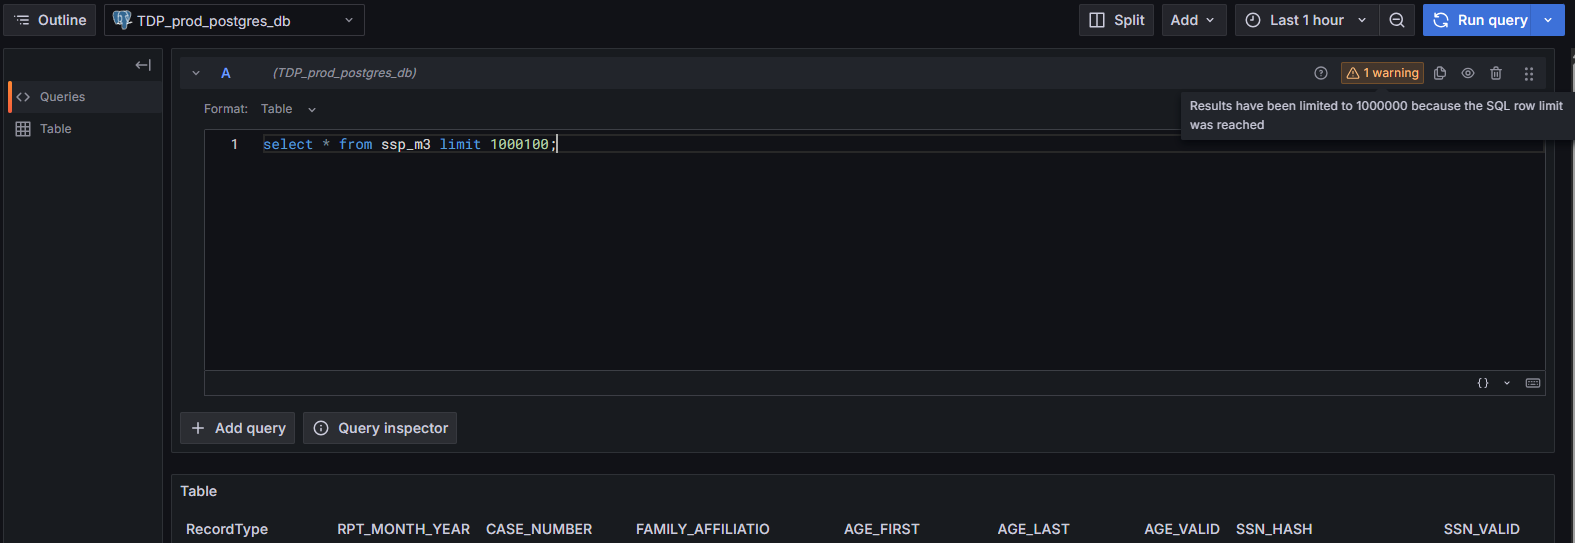 Outline
TDP_prod_postgres_db
Split
Add
Last 1 hour
Run query
Queries
Table
A
(TDP_prod_postgres_db)
1 warning
Results have been limited to 1000000 because the SQL row limit
was reached
Format:
Table
1
select * from ssp_m3 limit 1000100;
{}
Add query
Query inspector
Table
RecordType
RPT_MONTH_YEAR
CASE_NUMBER
FAMILY_AFFILIATIO
AGE_FIRST
AGE_LAST
AGE_VALID
SSN_HASH
SSN_VALID